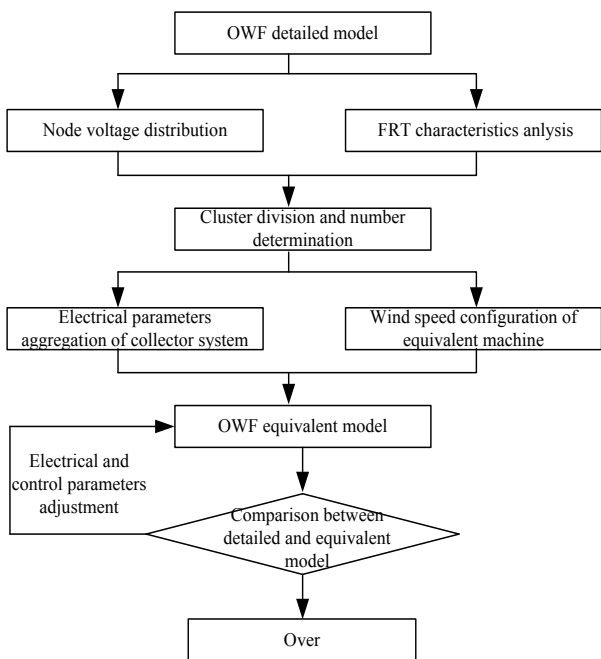 OWF detailed model
Node voltage distribution
FRT characteristics anlysis
Cluster division and number
determination
Electrical parameters
aggregation of collector system
Wind speed configuration of
equivalent machine
OWF equivalent model
Electrical and
control parameters
adjustment
Comparison between
detailed and equivalent
model
Over